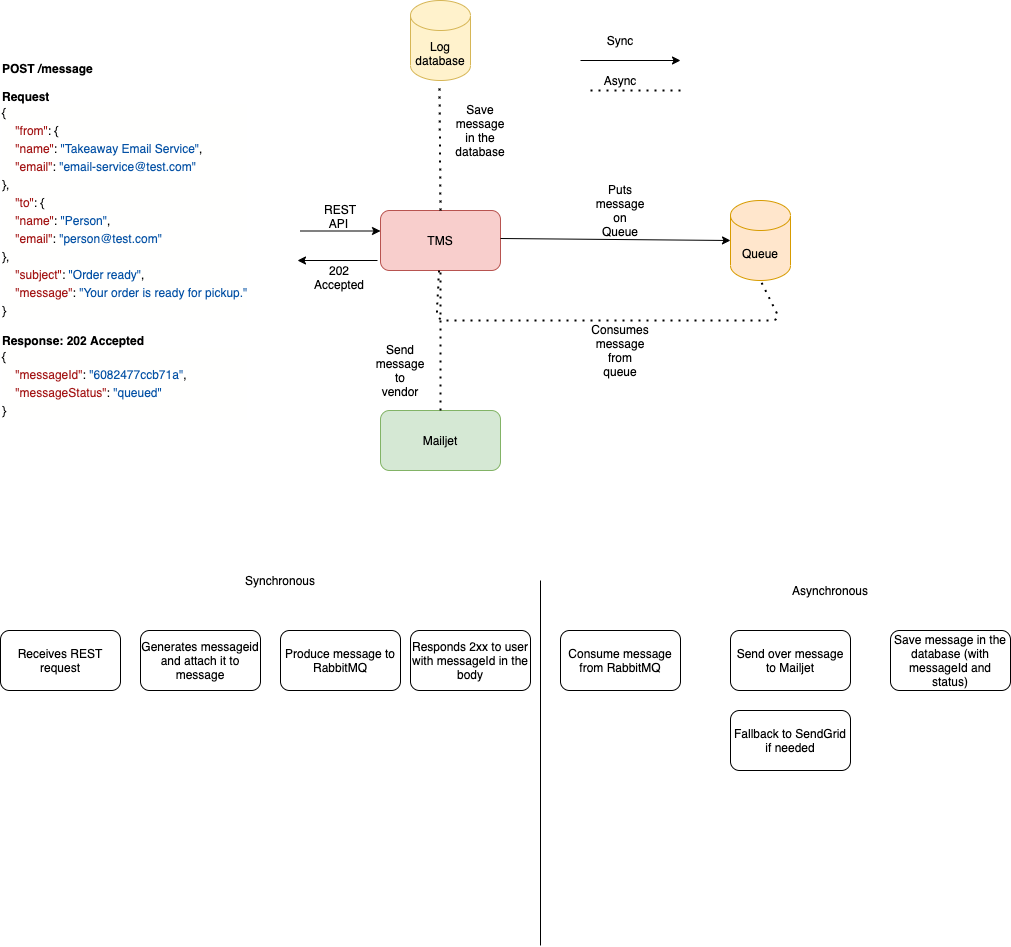 Log
database
Sync
Async
POST /message
Request
{
"from": {
"name": "Takeaway Email Service",
"email": "email-service@test.com"
},
"to": {
"name": "Person",
"email": "person@test.com"
},
"subject": "Order ready",
"message": "Your order is ready for pickup."
}
Response: 202 Accepted
{
"messageId": "6082477ccb71a",
"messageStatus": "queued"
}
Save
message
in the
database
REST
API
202
Accepted
TMS
Puts
message
on
Queue
Queue
Consumes
message
from
queue
Send
message
to
vendor
Mailjet
Synchronous
Asynchronous
Receives REST
request
Generates messageid
and attach it to
message
Produce message to
RabbitMQ
Responds 2xx to user
with messageId in the
body
Consume message
from RabbitMQ
Send over message
to Mailjet
Save message in the
database (with
messageId and
status)
Fallback to SendGrid
if needed